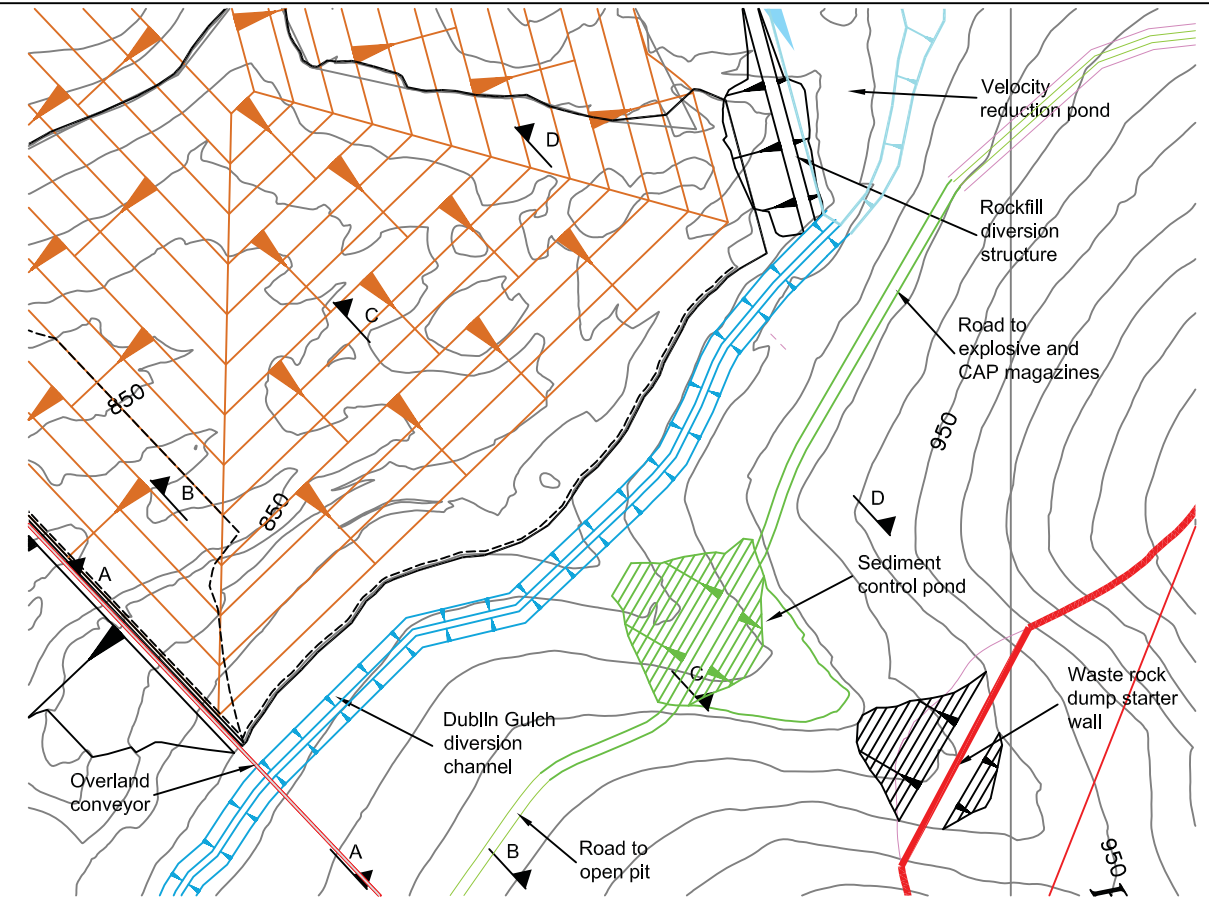 Velocity
reduction pond
D
Rockfill
diversion
structure
C
Road to
explosive and
CAP magazines
850
950
B
D
850
Sediment
control pond
A
C
Waste rock
dump starter
wall
Dublin Gulch
diversion
channel
Overland
conveyor
A
B
Road to
open pit
950